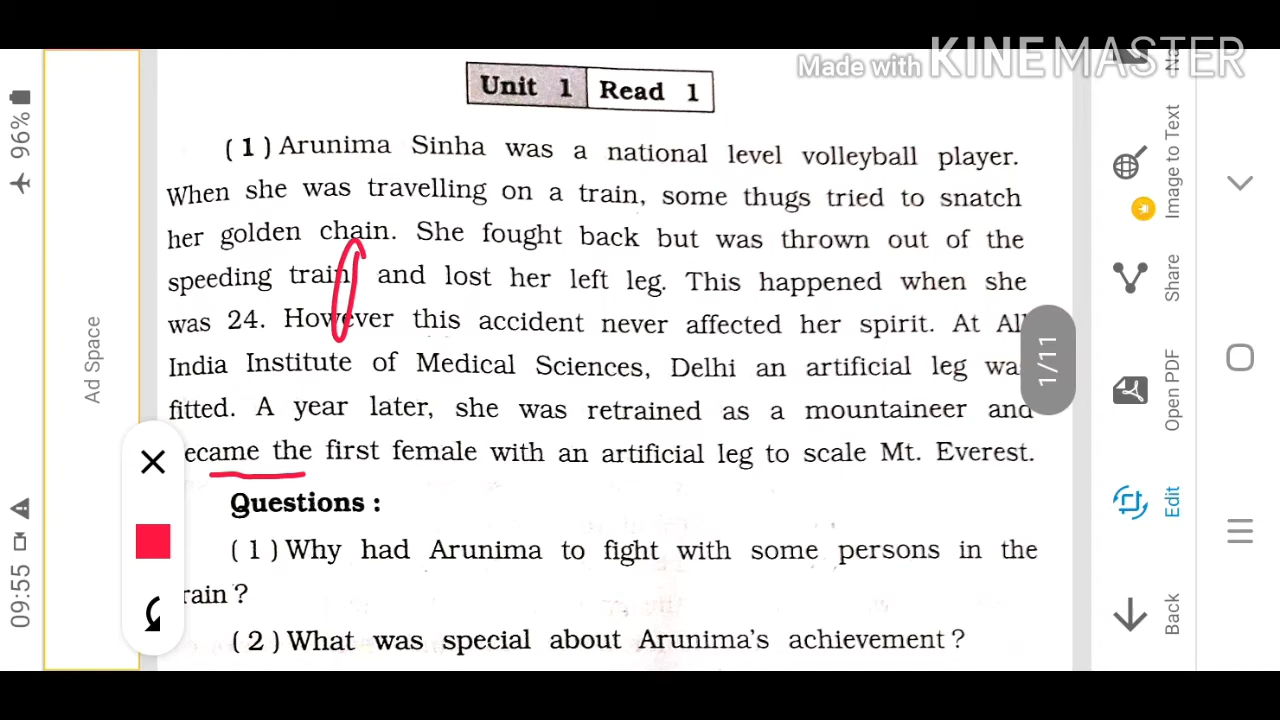 Made with KINEMASTER
Unit 1 Read 1
( 1 ) Arunima Sinha was a national level volleyball player.
When she was travelling on a train, some thugs tried to snatch
her golden chain. She fought back but was thrown out of the
speeding train and lost her left leg. This happened when she
was 24. However this accident never affected her spirit. At Al
India Institute of Medical Sciences, Delhi an artificial leg wa
fitted. A year later, she was retrained as a mountaineer and
ecame the first female with an artificial leg to scale Mt. Everest.
Questions :
( 1 ) Why had Arunima to fight with some persons in the
rain ?
( 2 ) What was special about Arunima's achievement ?
96%
09:55
Ad Space
1/11
Image to Text
Share
Open PDF
Edit
Back